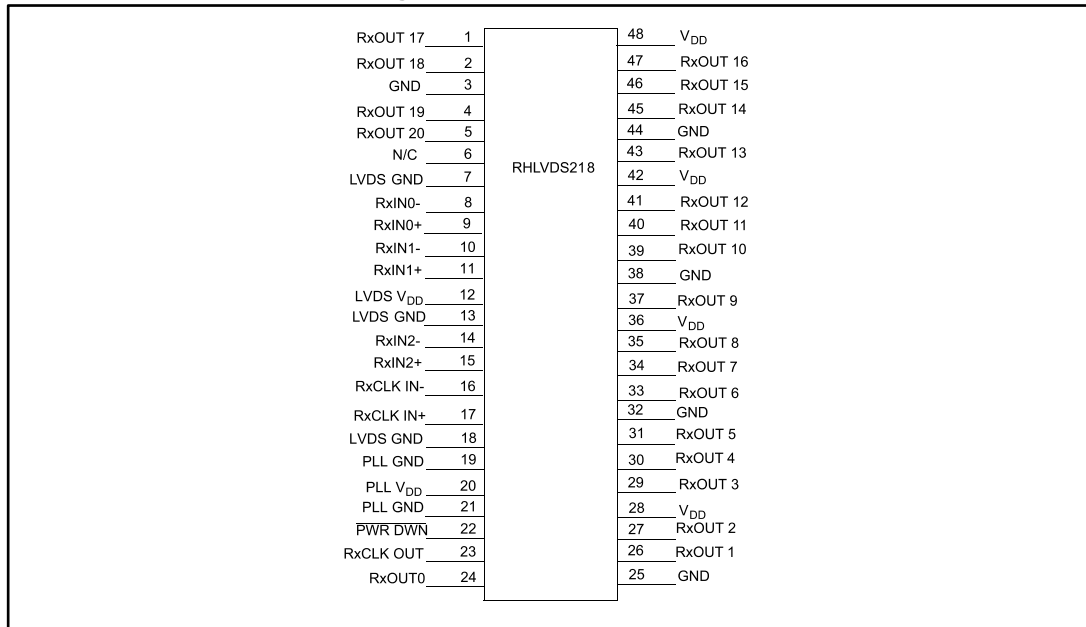 RxOUT 17 1
RxOUT 18 2
GND 3
RxOUT 19 4
RxOUT 20 5
N/C 6
LVDS GND 7
RxIN0- 8
RxIN0+ 9
RxIN1- 10
RxIN1+ 11
LVDS VDD 12
LVDS GND 13
RxIN2- 14
RxIN2+ 15
RxCLK IN- 16
RxCLK IN+ 17
LVDS GND 18
PLL GND 19
PLL VDD 20
PLL GND 21
PWR DWN 22
RxCLK OUT 23
RxOUT0 24
RHLVDS218
48 VDD
47 RxOUT 16
46 RxOUT 15
45 RxOUT 14
44 GND
43 RxOUT 13
42 VDD
41 RxOUT 12
40 RxOUT 11
39 RxOUT 10
38 GND
37 RxOUT 9
36 VDD
35 RxOUT 8
34 RxOUT 7
33 RxOUT 6
32 GND
31 RxOUT 5
30 RxOUT 4
29 RxOUT 3
28 VDD
27 RxOUT 2
26 RxOUT 1
25 GND